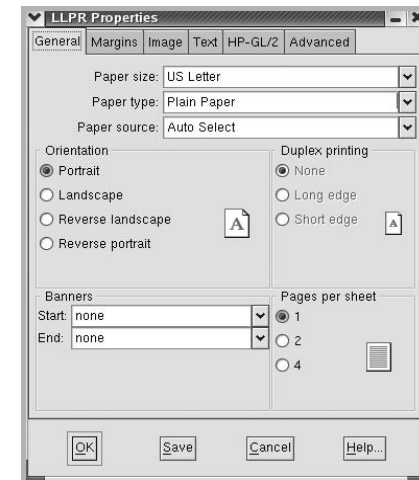 LLPR Properties
General Margins Image Text HP-GL/2 Advanced
Paper size: US Letter
Paper type: Plain Paper
Paper source: Auto Select
Orientation
Portrait
Landscape
Reverse landscape
Reverse portrait
A
Duplex printing
None
Long edge
Short edge
A
Banners
Start: none
End: none
Pages per sheet
1
2
4
OK Save Cancel Help...